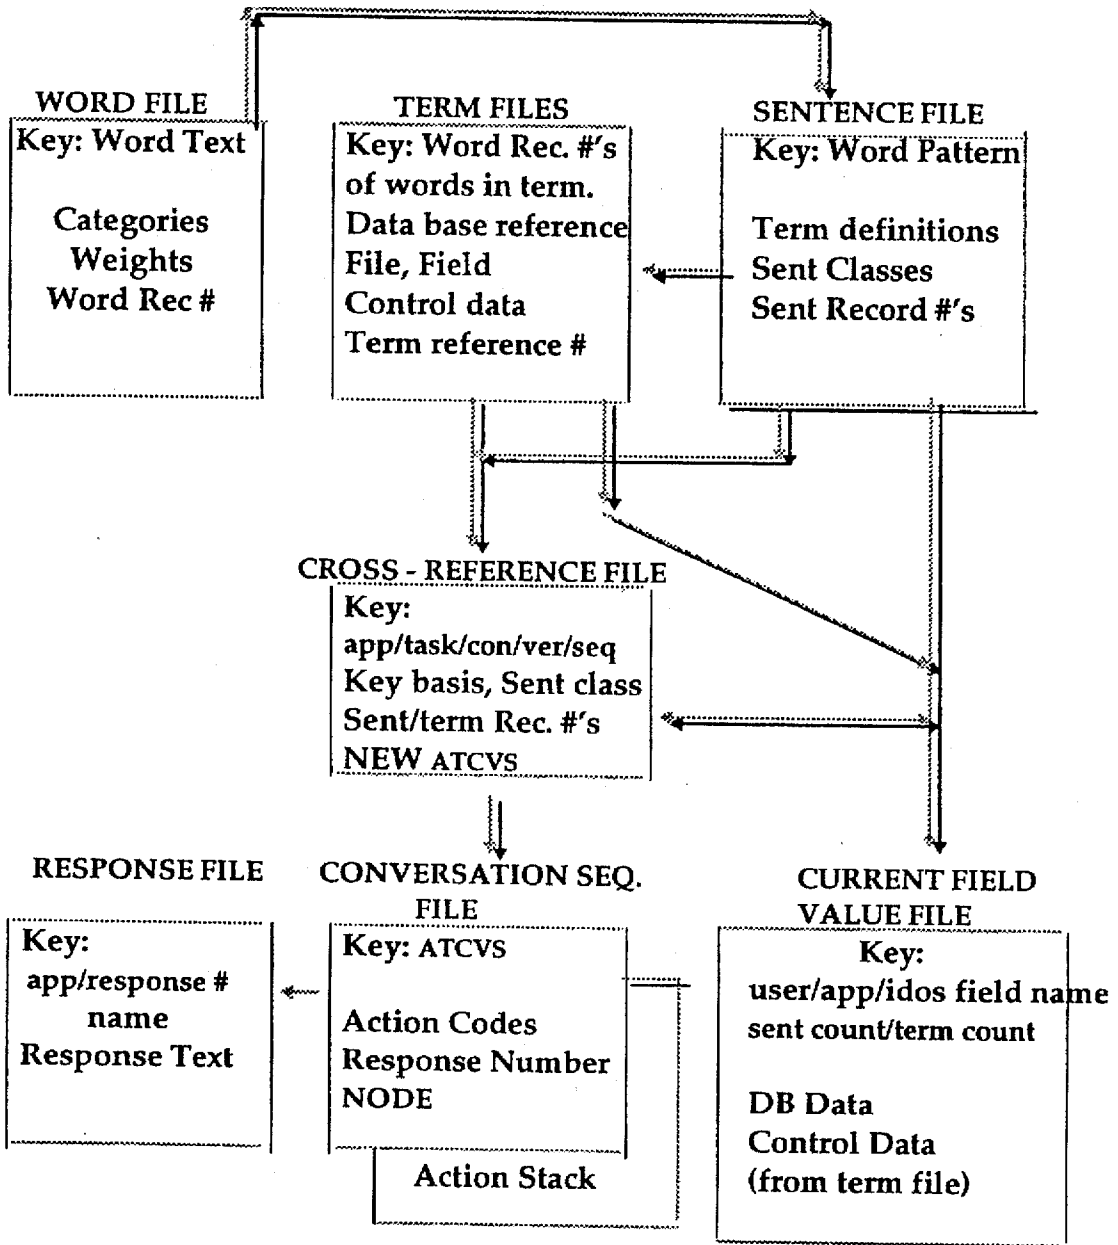 WORD FILE
Key: Word Text
Categories
Weights
Word Rec #
TERM FILES
Key: Word Rec. #'s
of words in term.
Data base reference
File, Field
Control data
Term reference #
SENTENCE FILE
Key: Word Pattern
Term definitions
Sent Classes
Sent Record #'s
CROSS - REFERENCE FILE
Key:
app/task/con/ver/seq
Key basis, Sent class
Sent/term Rec. #'s
NEW ATCVS
RESPONSE FILE
Key:
app/response #
name
Response Text
CONVERSATION SEQ.
FILE
Key: ATCVS
Action Codes
Response Number
NODE
Action Stack
CURRENT FIELD
VALUE FILE
Key:
user/app/idos field name
sent count/term count
DB Data
Control Data
(from term file)